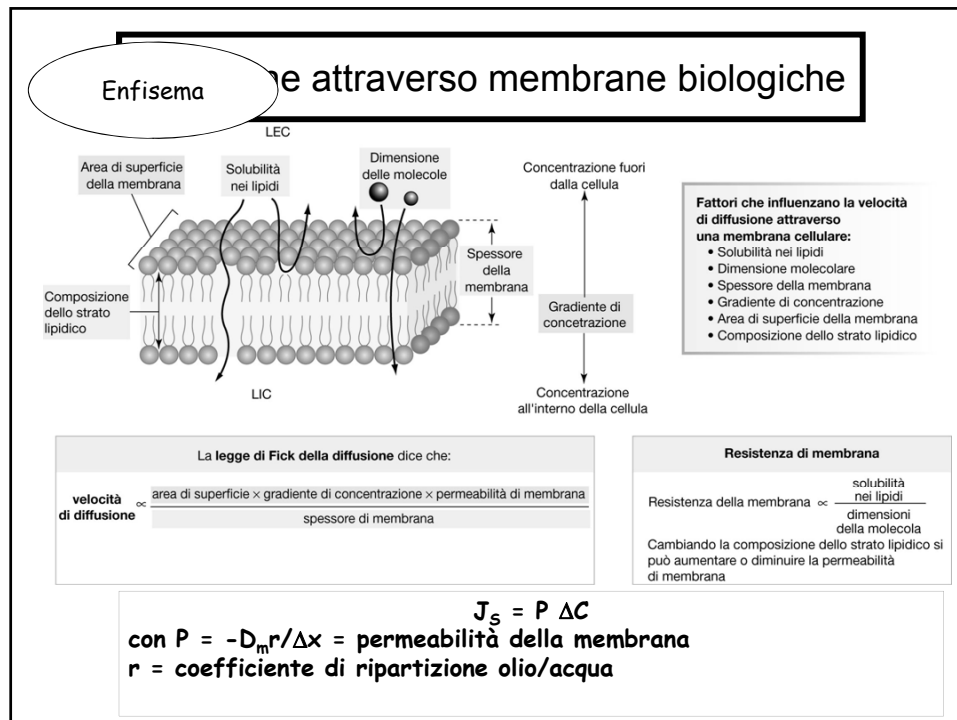 Enfisema
ne attraverso membrane biologiche
LEC
Area di superficie
della membrana
Solubilità
nei lipidi
Dimensione
delle molecole
Composizione
dello strato
lipidico
Spessore
della
membrana
LIC
Concentrazione fuori
dalla cellula
Gradiente di
concetrazione
Concentrazione
all'interno della cellula
Fattori che influenzano la velocità
di diffusione attraverso
una membrana cellulare:
• Solubilità nei lipidi
• Dimensione molecolare
• Spessore della membrana
• Gradiente di concentrazione
• Area di superficie della membrana
• Composizione dello strato lipidico
La legge di Fick della diffusione dice che:
velocità
di diffusione ∝
area di superficie × gradiente di concentrazione × permeabilità di membrana
spessore di membrana
Resistenza di membrana
Resistenza della membrana ∝
solubilità
nei lipidi
dimensioni
della molecola
Cambiando la composizione dello strato lipidico si
può aumentare o diminuire la permeabilità
di membrana
Js = P ΔC
con P = -Dmr/Δx = permeabilità della membrana
r = coefficiente di ripartizione olio/acqua